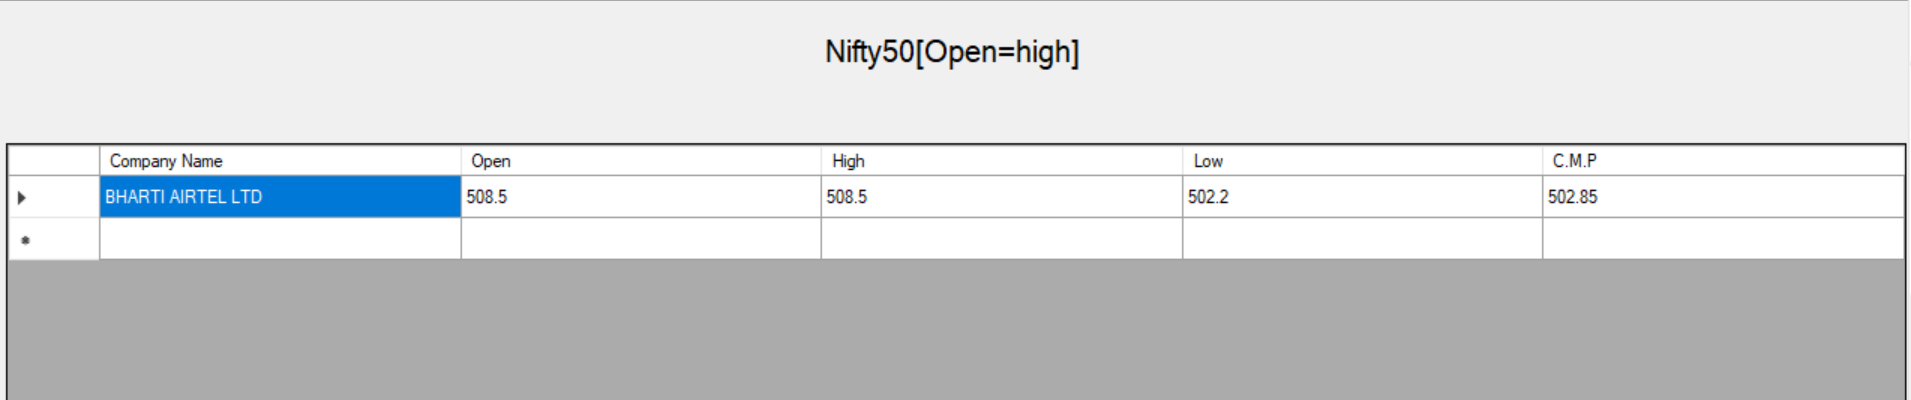 Nifty50[Open=high]
Company Name Open High Low C.M.P
BHARTI AIRTEL LTD 508.5 508.5 502.2 502.85